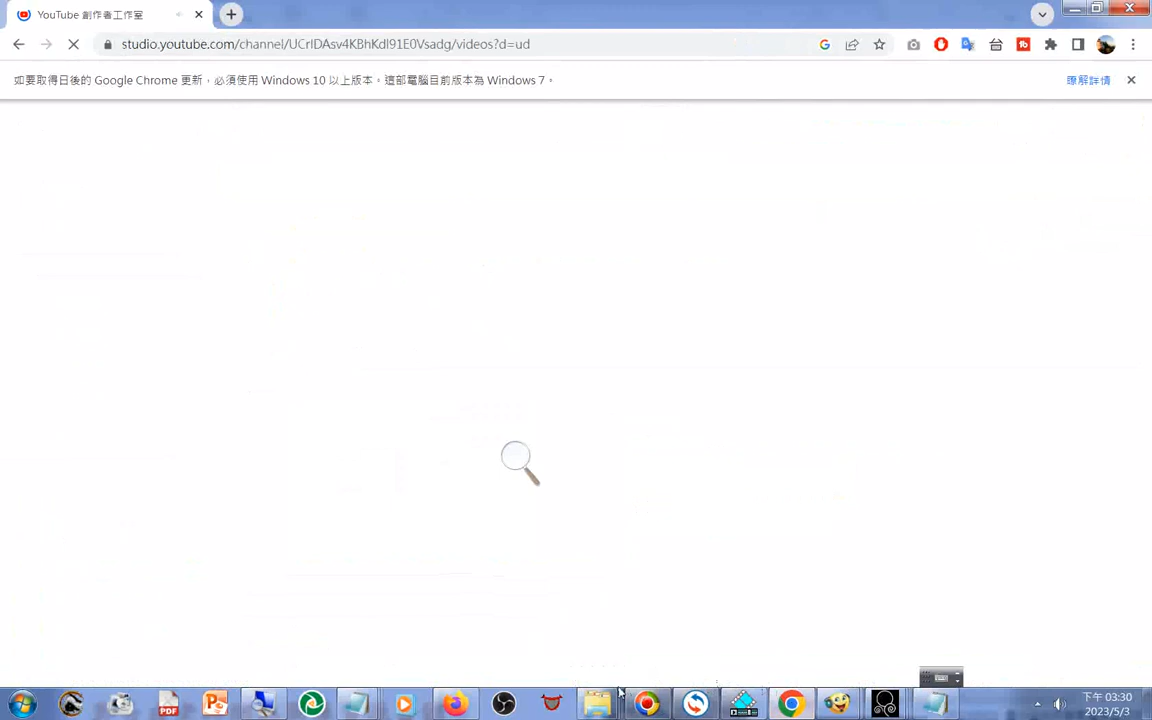 YouTube 創作者工作室
studio.youtube.com/channel/UCrIDAsv4KBhKdl91E0Vsadg/videos?d=ud
如要取得日後的 Google Chrome 更新，必須使用 Windows 10 以上版本。這部電腦目前版本為 Windows 7。
瞭解詳情
PDF
下午 03:30
2023/5/3